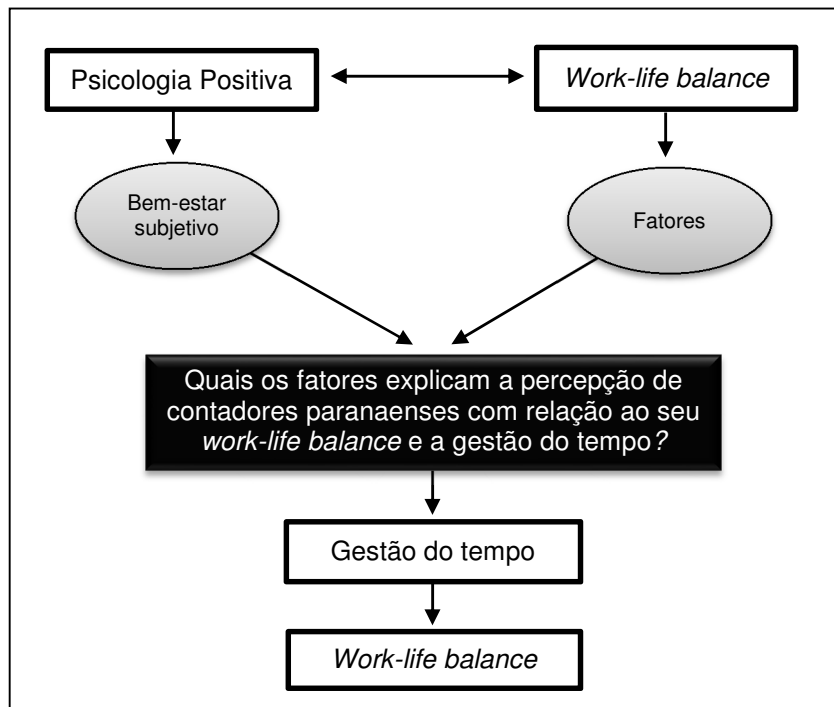 Psicologia Positiva
Work-life balance
Bem-estar
subjetivo
Fatores
Quais os fatores explicam a percepção de
contadores paranaenses com relação ao seu
work-life balance e a gestão do tempo?
Gestão do tempo
Work-life balance